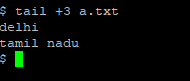 $ tail +3 a.txt
delhi
tamil nadu
$